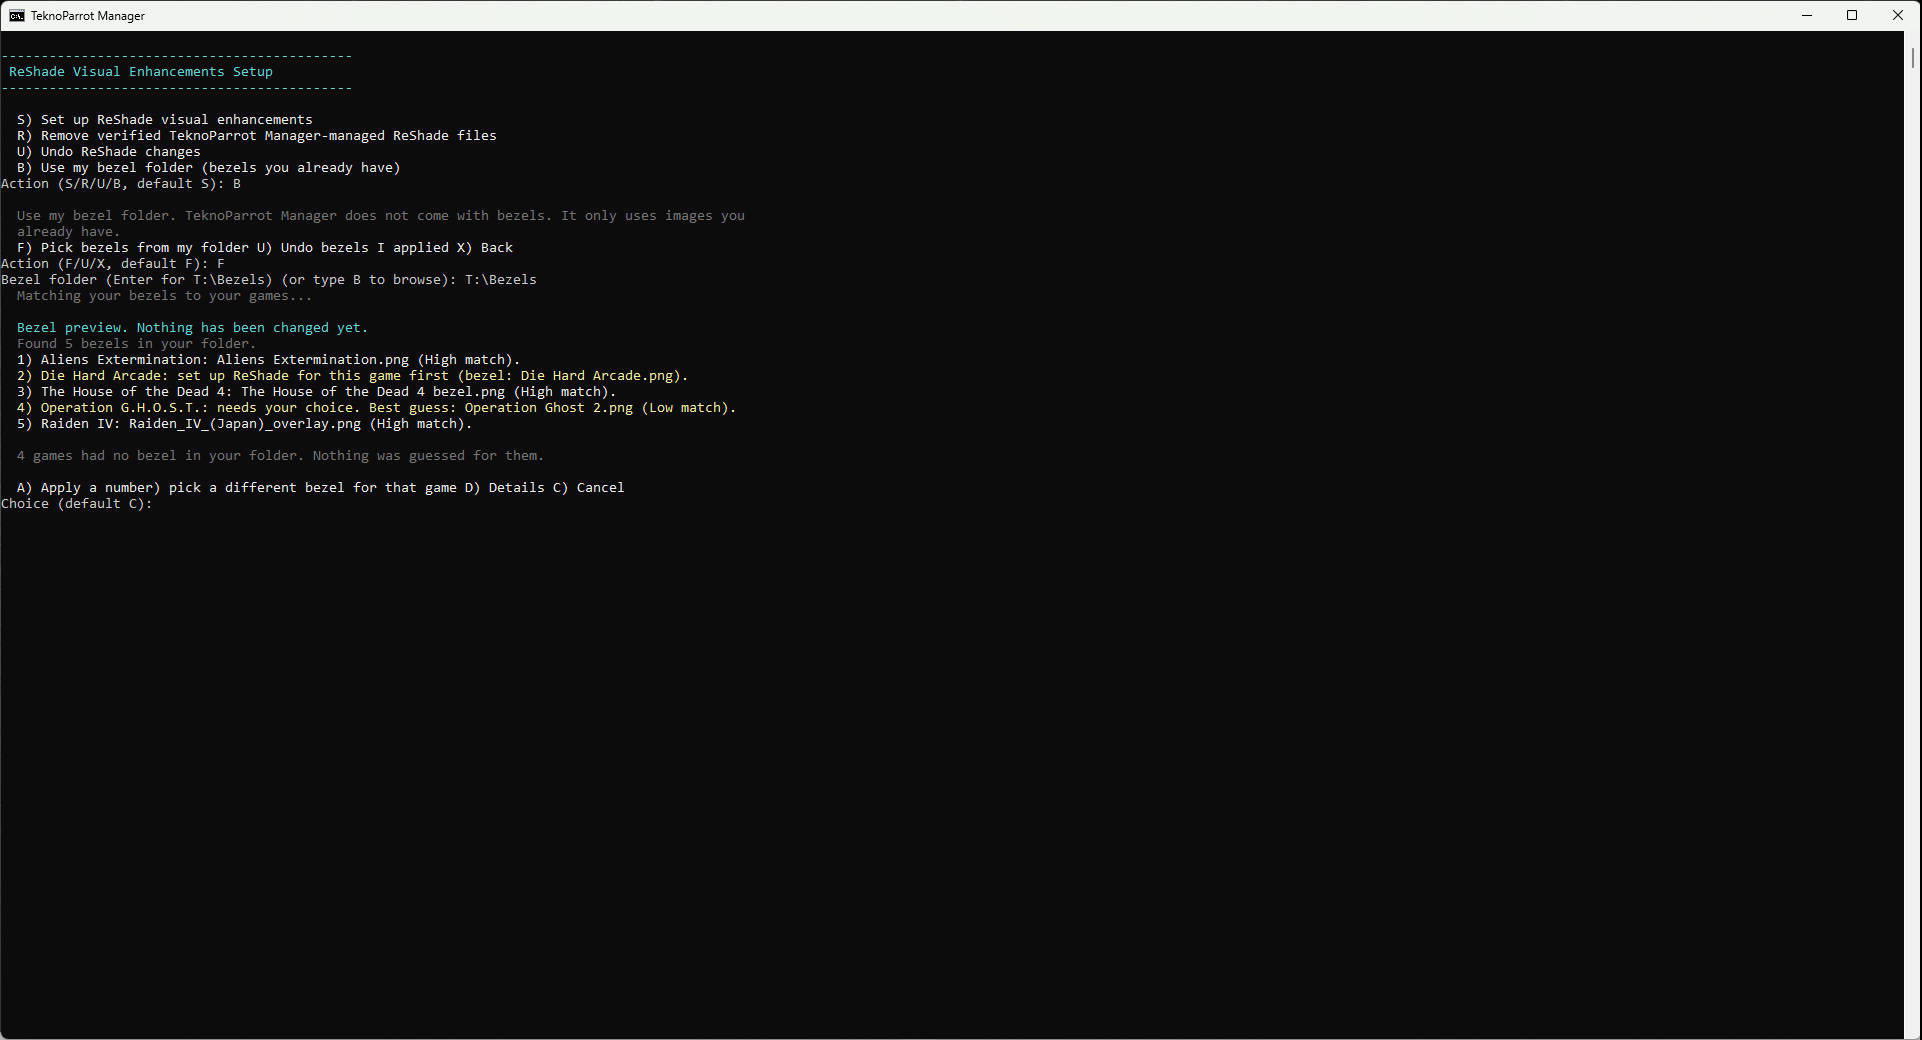 TeknoParrot Manager
--------------------------------------------
ReShade Visual Enhancements Setup
--------------------------------------------
S) Set up ReShade visual enhancements
R) Remove verified TeknoParrot Manager-managed ReShade files
U) Undo ReShade changes
B) Use my bezel folder (bezels you already have)
Action (S/R/U/B, default S): B
Use my bezel folder. TeknoParrot Manager does not come with bezels. It only uses images you
already have.
F) Pick bezels from my folder U) Undo bezels I applied X) Back
Action (F/U/X, default F): F
Bezel folder (Enter for T:\Bezels) (or type B to browse): T:\Bezels
Matching your bezels to your games...
Bezel preview. Nothing has been changed yet.
Found 5 bezels in your folder.
1) Aliens Extermination: Aliens Extermination.png (High match).
2) Die Hard Arcade: set up ReShade for this game first (bezel: Die Hard Arcade.png).
3) The House of the Dead 4: The House of the Dead 4 bezel.png (High match).
4) Operation G.H.O.S.T.: needs your choice. Best guess: Operation Ghost 2.png (Low match).
5) Raiden IV: Raiden_IV_(Japan)_overlay.png (High match).
4 games had no bezel in your folder. Nothing was guessed for them.
A) Apply a number) pick a different bezel for that game D) Details C) Cancel
Choice (default C):